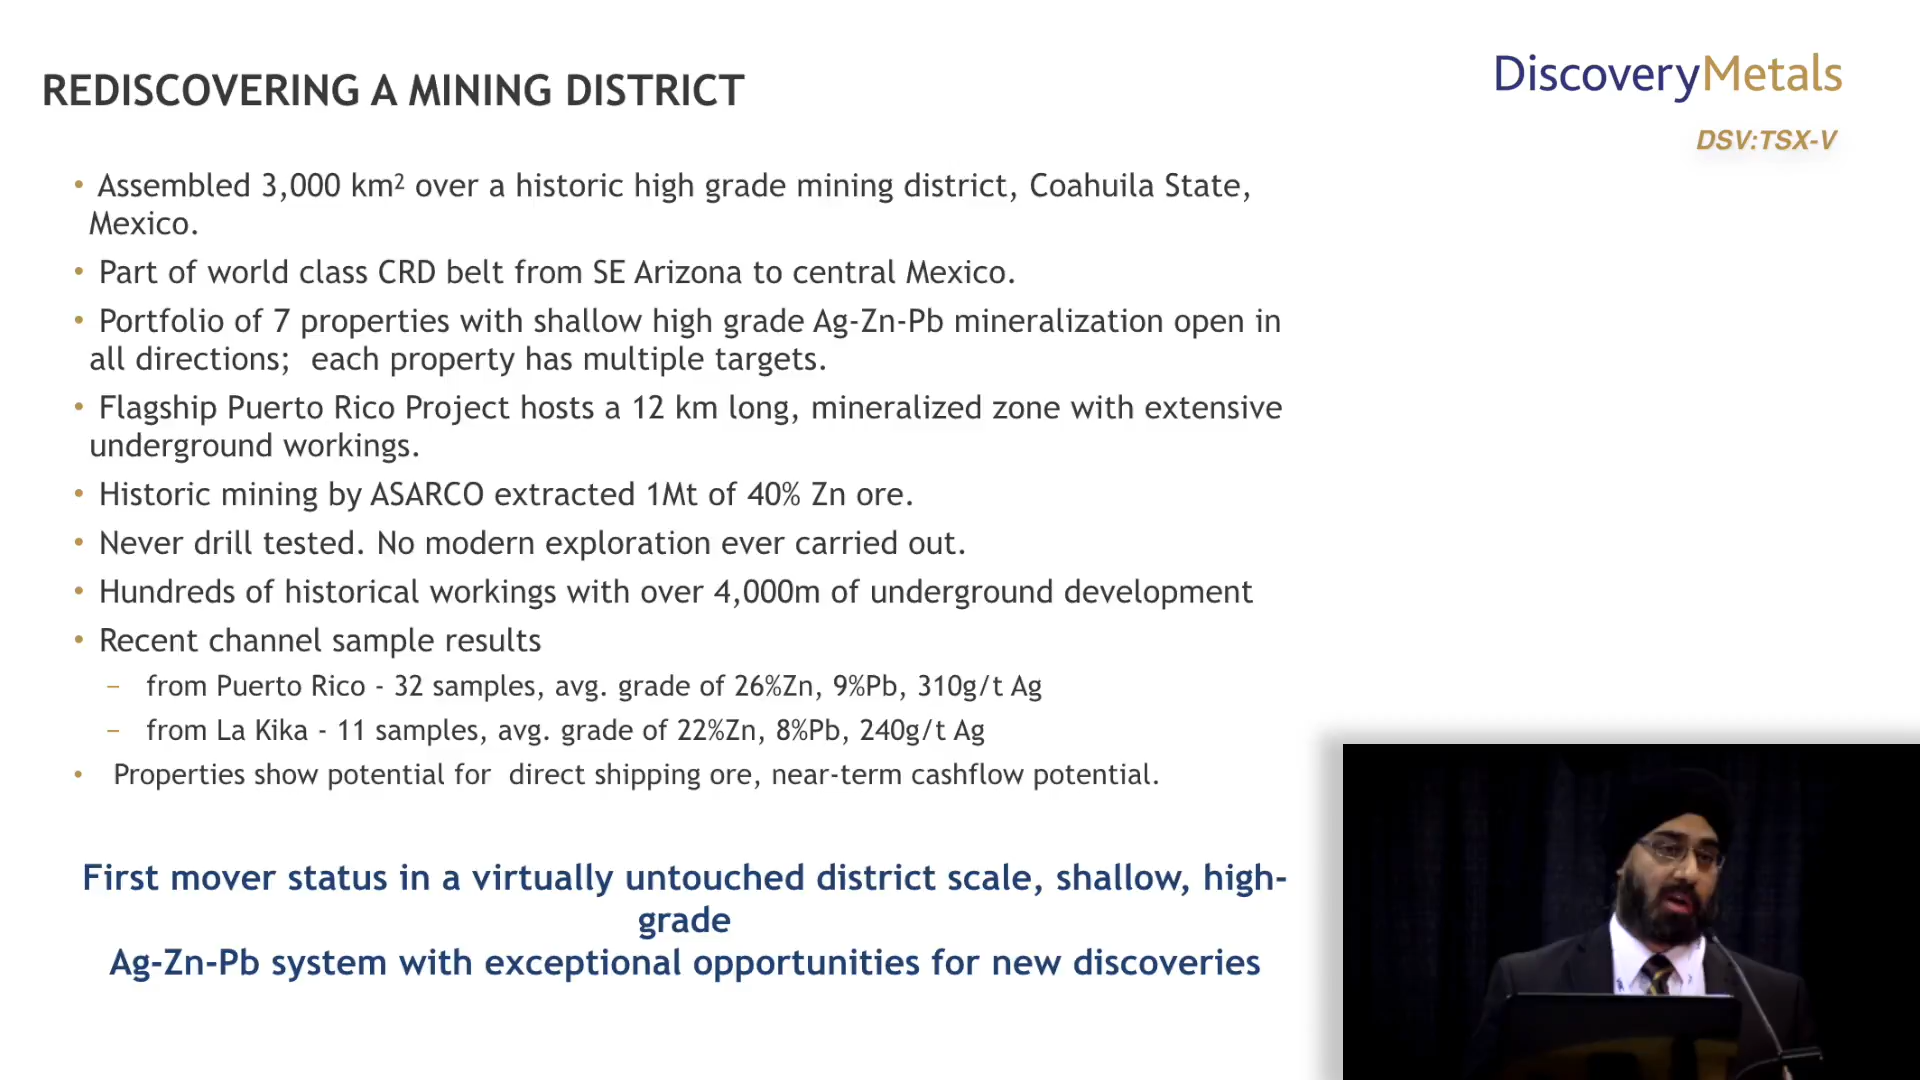 REDISCOVERING A MINING DISTRICT
DiscoveryMetals
DSV:TSX-V
• Assembled 3,000 km² over a historic high grade mining district, Coahuila State,
Mexico.
• Part of world class CRD belt from SE Arizona to central Mexico.
• Portfolio of 7 properties with shallow high grade Ag-Zn-Pb mineralization open in
all directions;  each property has multiple targets.
• Flagship Puerto Rico Project hosts a 12 km long, mineralized zone with extensive
underground workings.
• Historic mining by ASARCO extracted 1Mt of 40% Zn ore.
• Never drill tested. No modern exploration ever carried out.
• Hundreds of historical workings with over 4,000m of underground development
• Recent channel sample results
– from Puerto Rico - 32 samples, avg. grade of 26%Zn, 9%Pb, 310g/t Ag
– from La Kika - 11 samples, avg. grade of 22%Zn, 8%Pb, 240g/t Ag
• Properties show potential for  direct shipping ore, near-term cashflow potential.
First mover status in a virtually untouched district scale, shallow, high-
grade
Ag-Zn-Pb system with exceptional opportunities for new discoveries